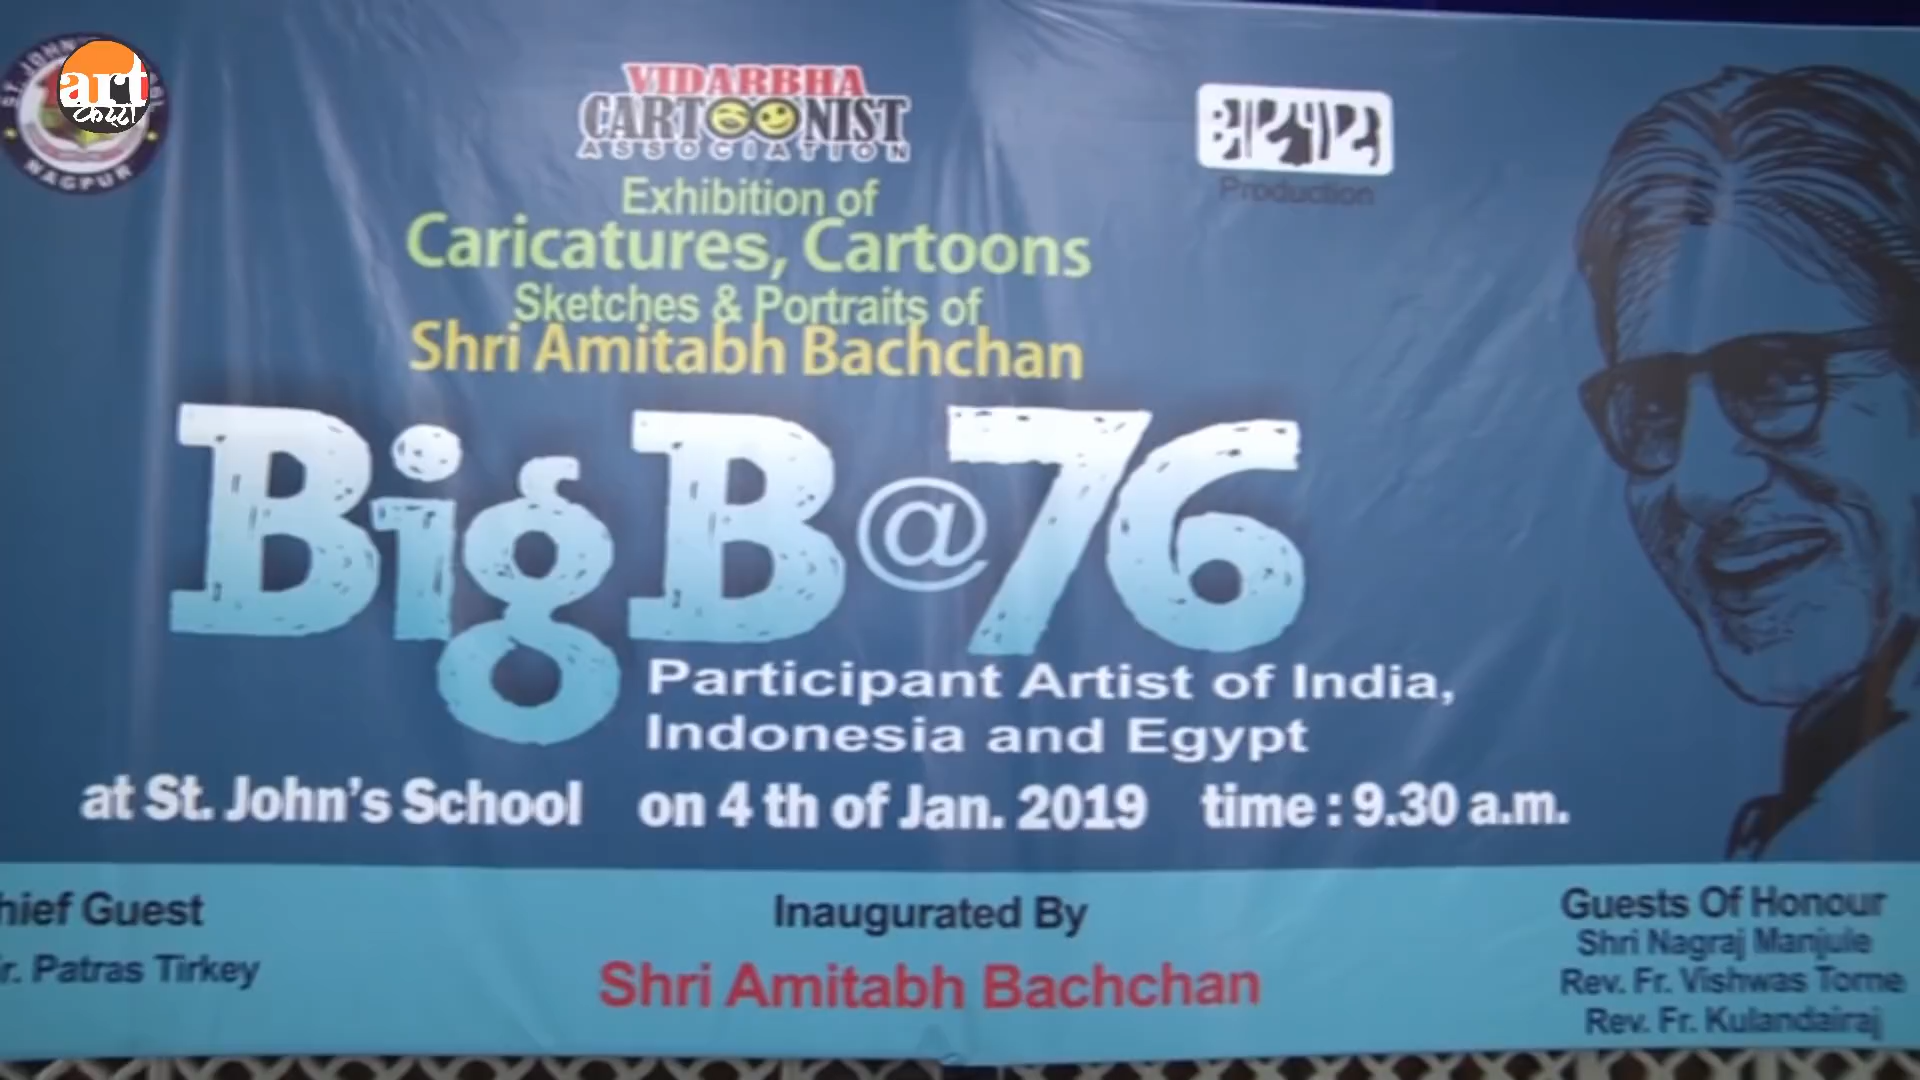 art
कट्टा
NAGPUR
VIDARBHA
CARTOONIST
ASSOCIATION
आटपाट
Production
Exhibition of
Caricatures, Cartoons
Sketches & Portraits of
Shri Amitabh Bachchan
Big B @ 76
Participant Artist of India,
Indonesia and Egypt
at St. John's School on 4 th of Jan. 2019 time : 9.30 a.m.
hief Guest
r. Patras Tirkey
Inaugurated By
Shri Amitabh Bachchan
Guests Of Honour
Shri Nagraj Manjule
Rev. Fr. Vishwas Torne
Rev. Fr. Kulandairaj